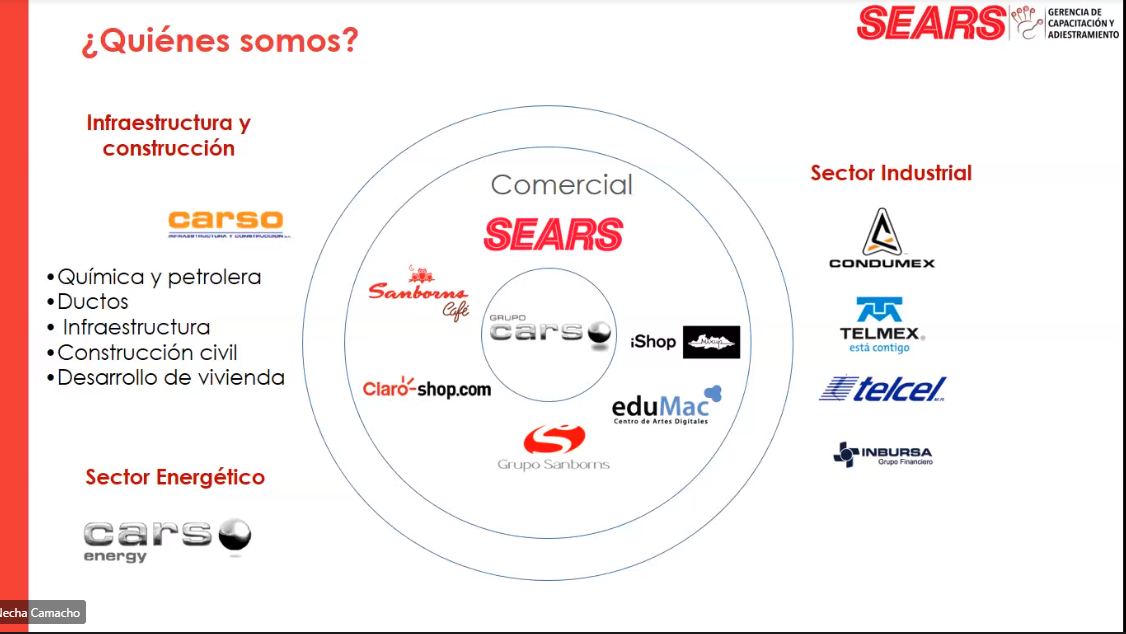 ¿Quiénes somos?
SEARS
GERENCIA DE
CAPACITACIÓN Y
ADIESTRAMIENTO
Infraestructura y
construcción
carso
INFRAESTRUCTURA Y CONSTRUCCIÓN
•Química y petrolera
•Ductos
• Infraestructura
•Construcción civil
•Desarrollo de vivienda
Sector Energético
carso
energy
Comercial
SEARS
Sanborns
Café
GRUPO
carso
iShop
Mixup
Claro-shop.com
eduMac
Centro de Artes Digitales
Grupo Sanborns
Sector Industrial
CONDUMEX
TELMEX
está contigo
telcel
INBURSA
Grupo Financiero
Necha Camacho